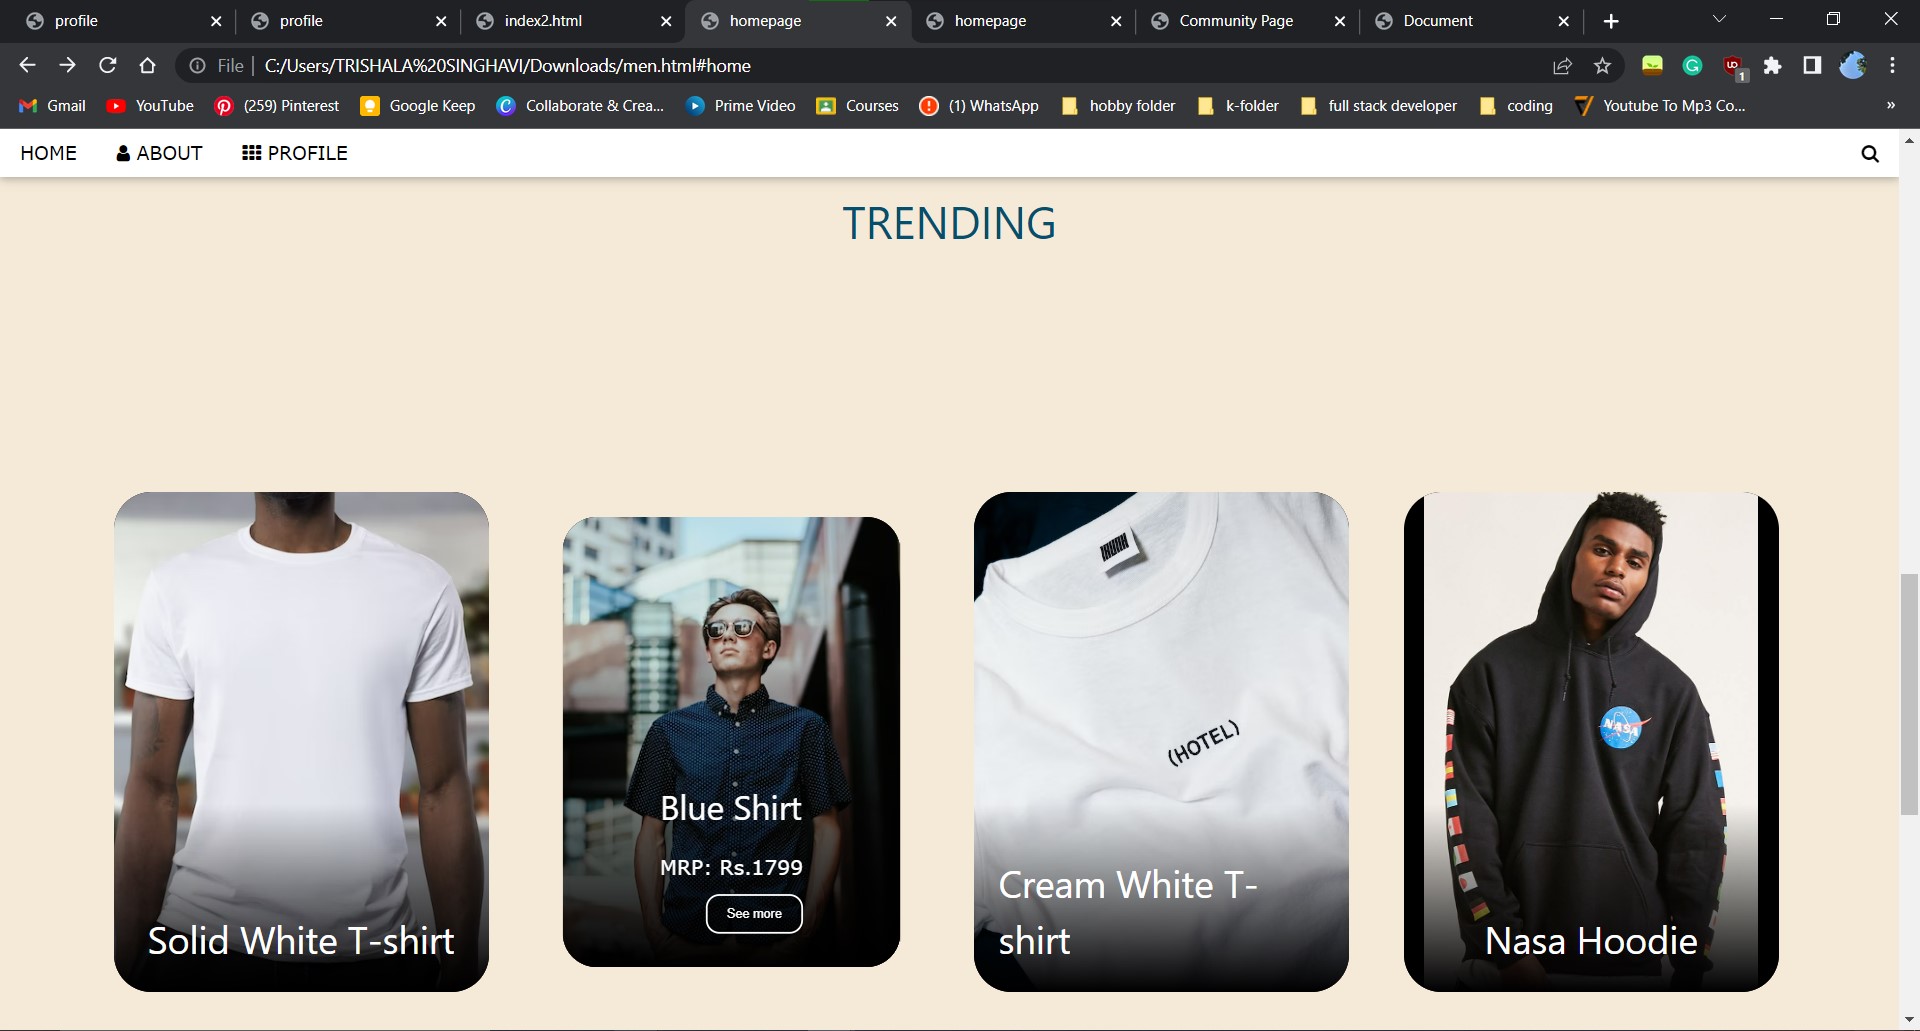 profile
profile
index2.html
homepage
homepage
Community Page
Document
File
C:/Users/TRISHALA%20SINGHAVI/Downloads/men.html#home
1
Gmail
YouTube
(259) Pinterest
Google Keep
Collaborate & Crea...
Prime Video
Courses
(1) WhatsApp
hobby folder
k-folder
full stack developer
coding
Youtube To Mp3 Co...
»
HOME
ABOUT
PROFILE
TRENDING
Solid White T-shirt
Blue Shirt
MRP: Rs.1799
See more
(HOTEL)
Cream White T-
shirt
NASA
Nasa Hoodie